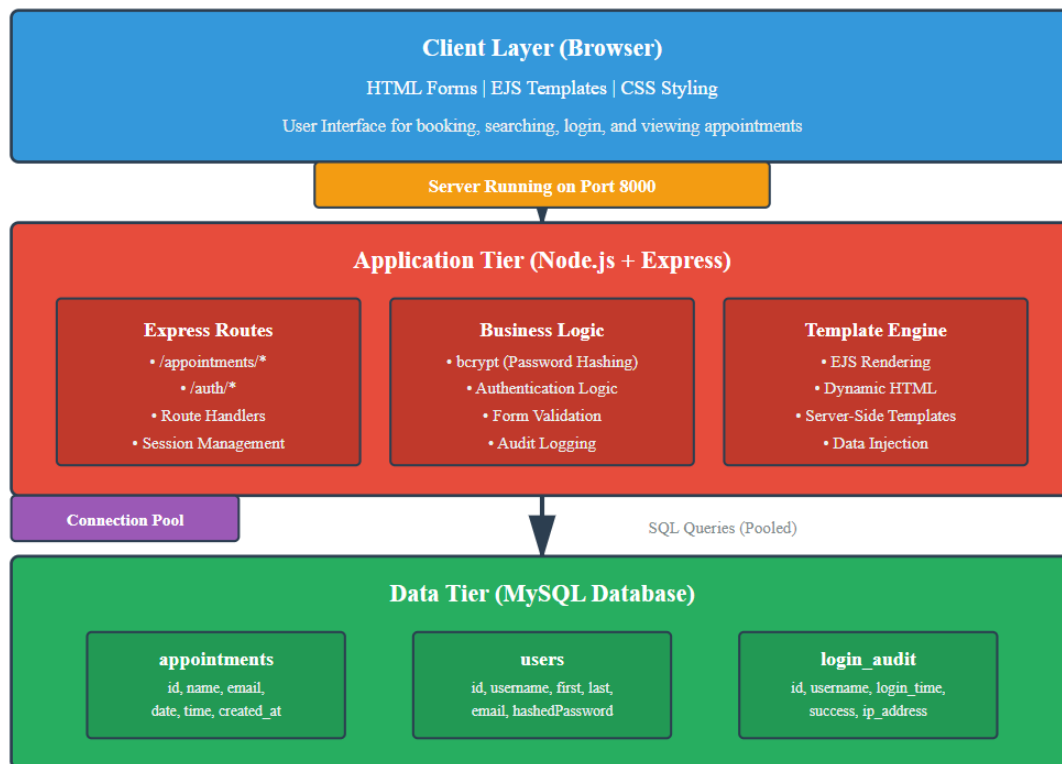 Client Layer (Browser)
HTML Forms | EJS Templates | CSS Styling
User Interface for booking, searching, login, and viewing appointments
Server Running on Port 8000
Application Tier (Node.js + Express)
Express Routes
• /appointments/*
• /auth/*
• Route Handlers
• Session Management
Business Logic
• bcrypt (Password Hashing)
• Authentication Logic
• Form Validation
• Audit Logging
Template Engine
• EJS Rendering
• Dynamic HTML
• Server-Side Templates
• Data Injection
Connection Pool
SQL Queries (Pooled)
Data Tier (MySQL Database)
appointments
id, name, email,
date, time, created_at
users
id, username, first, last,
email, hashedPassword
login_audit
id, username, login_time,
success, ip_address